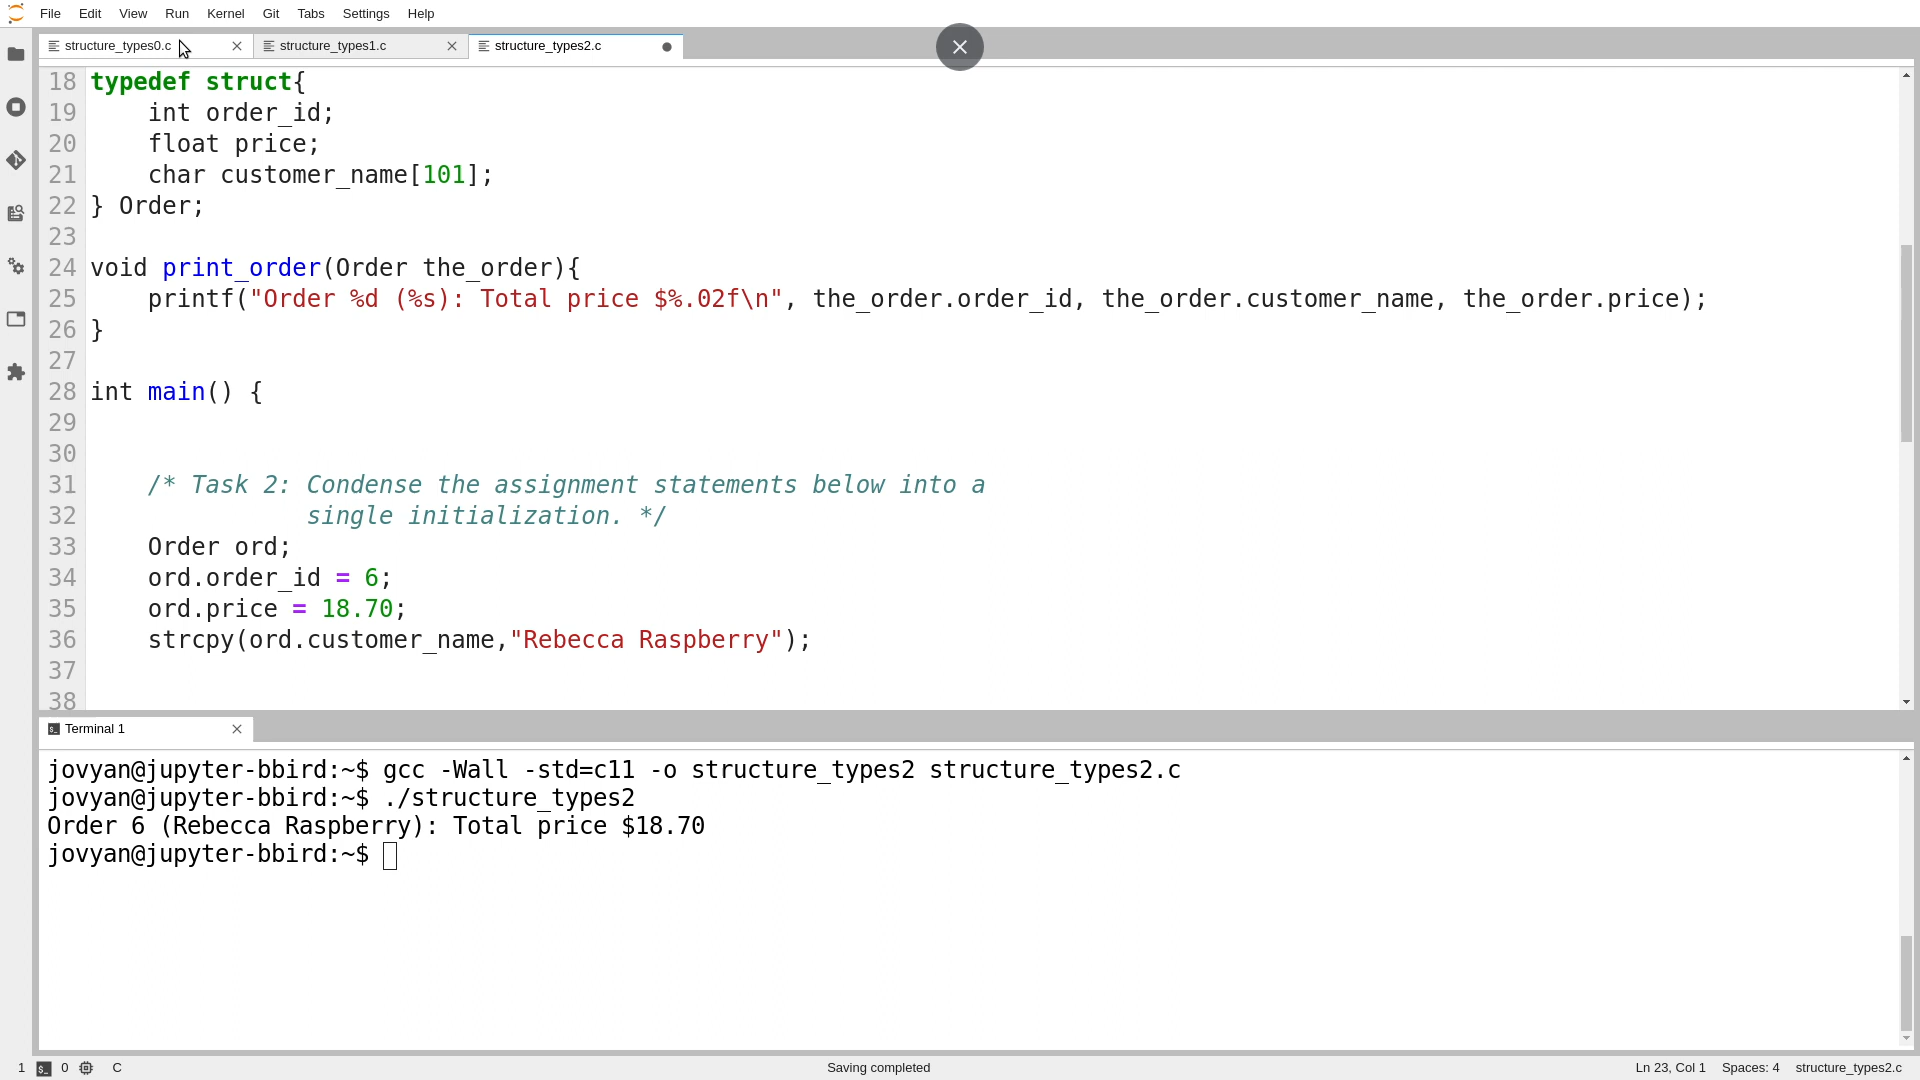 File Edit View Run Kernel Git Tabs Settings Help
structure_types0.c structure_types1.c structure_types2.c
18 typedef struct{
19 int order_id;
20 float price;
21 char customer_name[101];
22 } Order;
23
24 void print_order(Order the_order){
25 printf("Order %d (%s): Total price $%.02f\n", the_order.order_id, the_order.customer_name, the_order.price);
26 }
27
28 int main() {
29
30
31 /* Task 2: Condense the assignment statements below into a
32 single initialization. */
33 Order ord;
34 ord.order_id = 6;
35 ord.price = 18.70;
36 strcpy(ord.customer_name,"Rebecca Raspberry");
37
38
Terminal 1
jovyan@jupyter-bbird:~$ gcc -Wall -std=c11 -o structure_types2 structure_types2.c
jovyan@jupyter-bbird:~$ ./structure_types2
Order 6 (Rebecca Raspberry): Total price $18.70
jovyan@jupyter-bbird:~$
1 $_ 0 C Saving completed Ln 23, Col 1 Spaces: 4 structure_types2.c